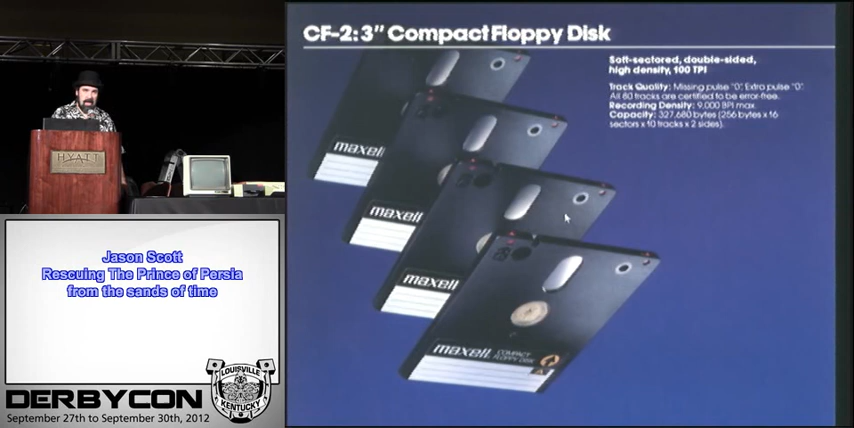 CF-2: 3" Compact Floppy Disk
Soft-sectored, double-sided,
high density, 100 TPI
Track Quality: Missing pulse "0". Extra pulse "0".
All 80 tracks are certified to be error-free.
Recording Density: 9,000 BPI max.
Capacity: 327,680 bytes (256 bytes x 16
sectors x 10 tracks x 2 sides).
maxell
maxell
maxell
maxell COMPACT
FLOPPY DISK
HYATT
Jason Scott
Rescuing The Prince of Persia
from the sands of time
LOUISVILLE
KENTUCKY
DERBYCON
September 27th to September 30th, 2012